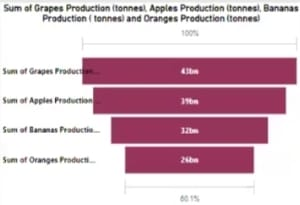 Sum of Grapes Production (tonnes), Apples Production (tonnes), Bananas
Production ( tonnes) and Oranges Production (tonnes)
100%
Sum of Grapes Production...
43bn
Sum of Apples Production...
39bn
Sum of Bananas Productio...
32bn
Sum of Oranges Producti...
26bn
60.1%